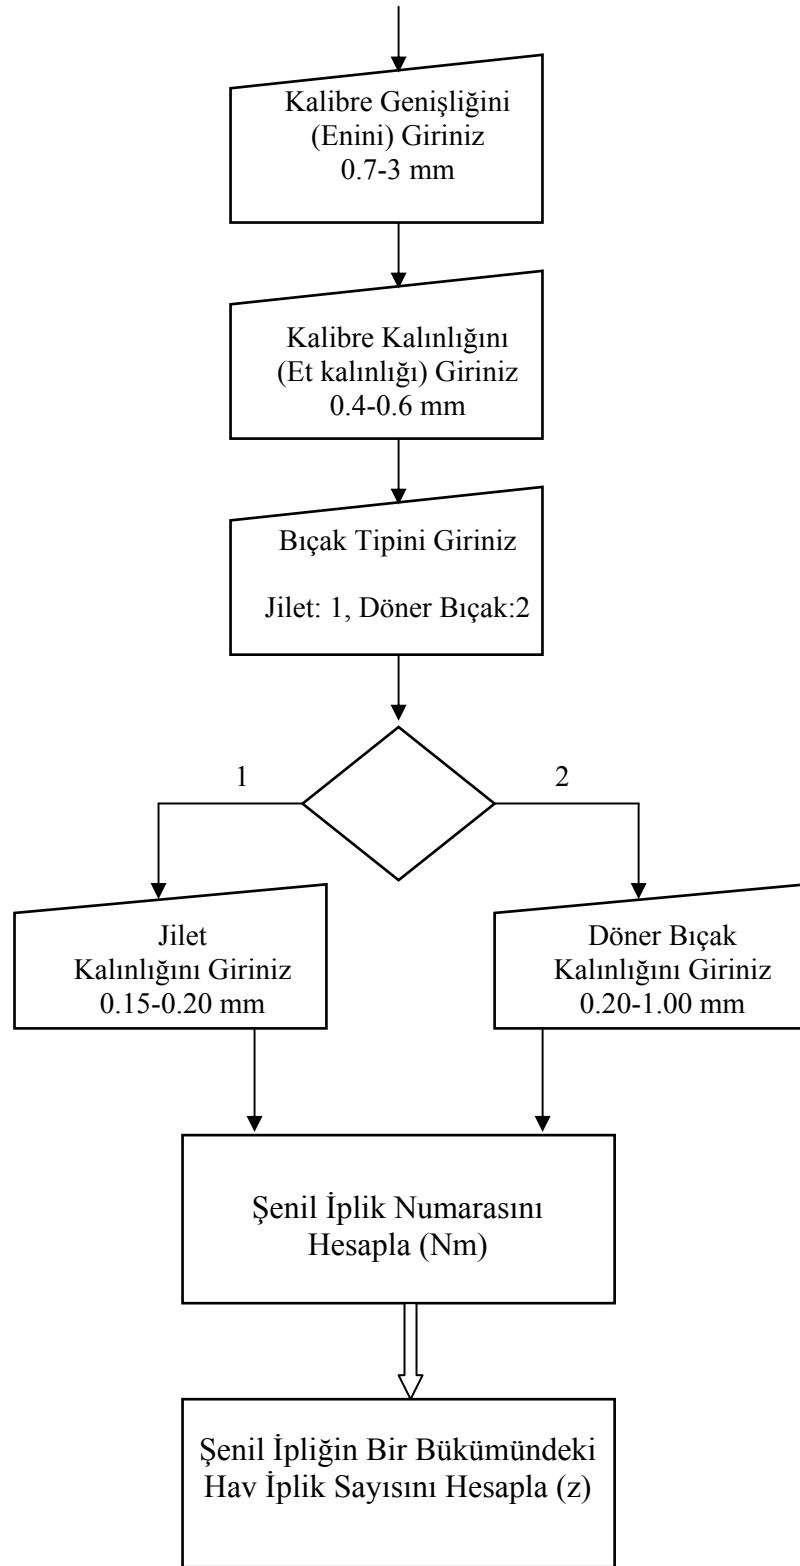 Kalibre Genişliğini
(Enini) Giriniz
0.7-3 mm
Kalibre Kalınlığını
(Et kalınlığı) Giriniz
0.4-0.6 mm
Bıçak Tipini Giriniz
Jilet: 1, Döner Bıçak:2
1
2
Jilet
Kalınlığını Giriniz
0.15-0.20 mm
Döner Bıçak
Kalınlığını Giriniz
0.20-1.00 mm
Şenil İplik Numarasını
Hesapla (Nm)
Şenil İpliğin Bir Bükümündeki
Hav İplik Sayısını Hesapla (z)